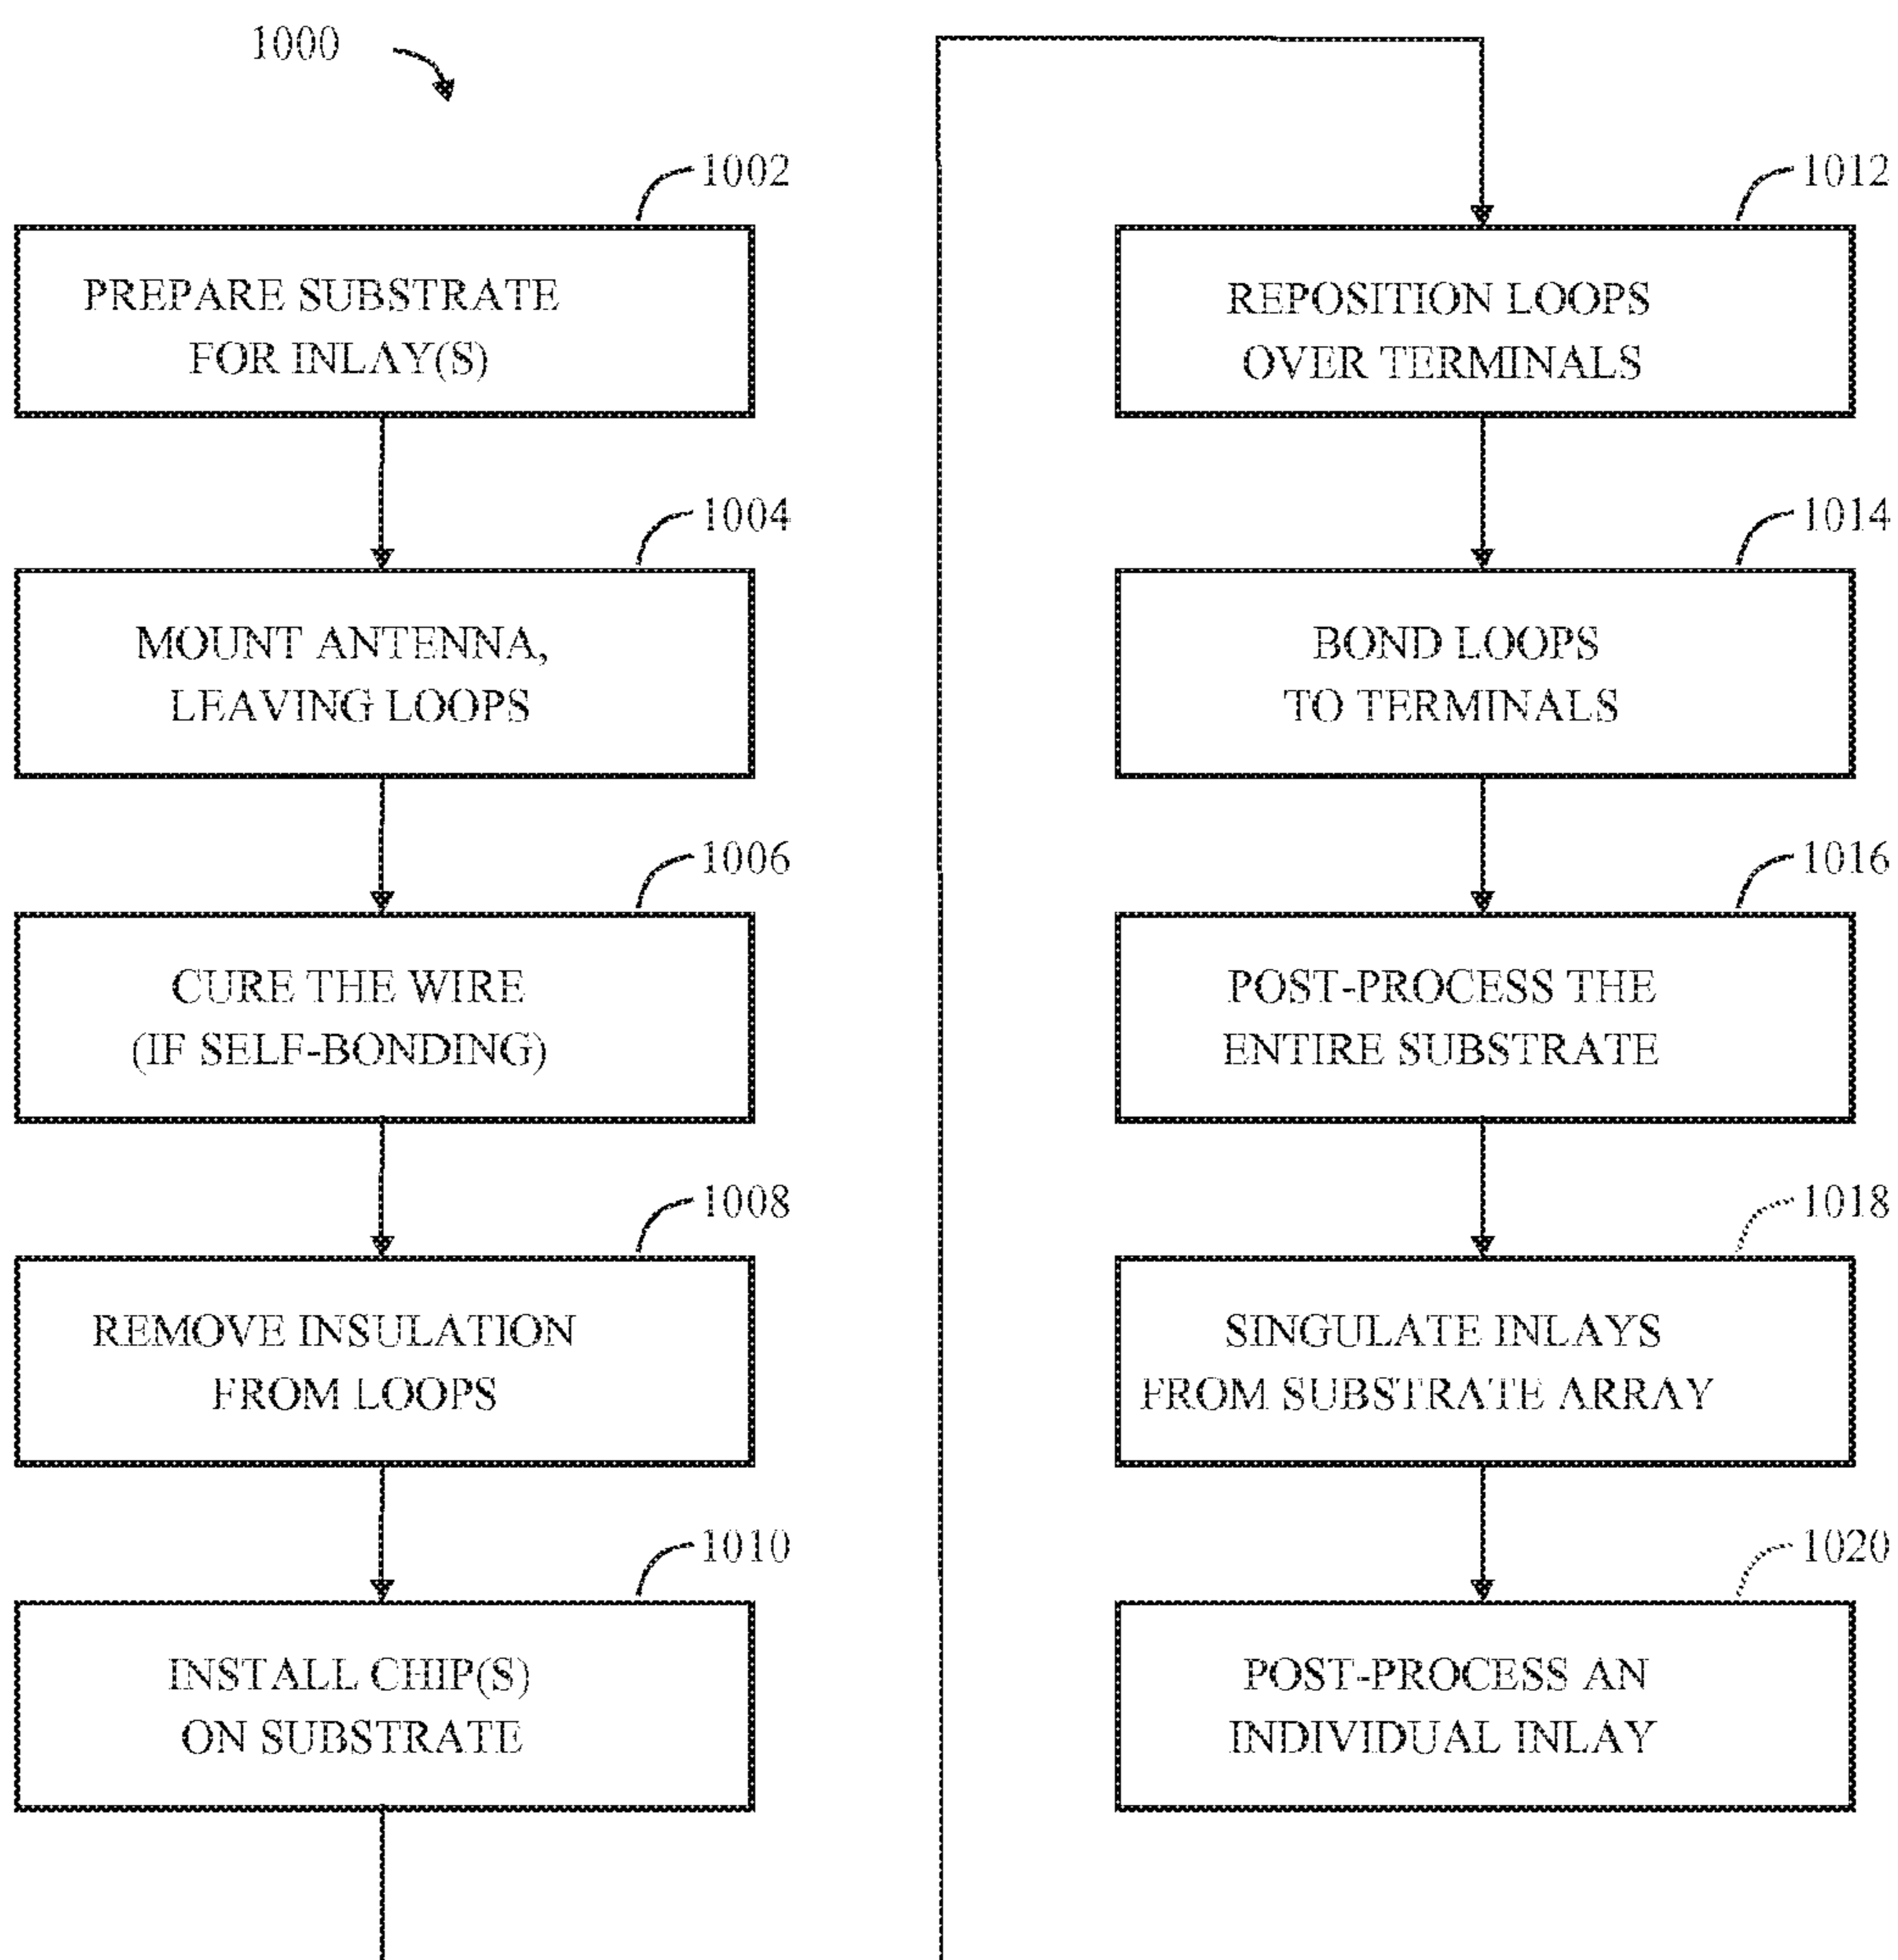 1000
1002
PREPARE SUBSTRATE
FOR INLAY(S)
1004
MOUNT ANTENNA,
LEAVING LOOPS
1006
CURE THE WIRE
(IF SELF-BONDING)
1008
REMOVE INSULATION
FROM LOOPS
1010
INSTALL CHIP(S)
ON SUBSTRATE
1012
REPOSITION LOOPS
OVER TERMINALS
1014
BOND LOOPS
TO TERMINALS
1016
POST-PROCESS THE
ENTIRE SUBSTRATE
1018
SINGULATE INLAYS
FROM SUBSTRATE ARRAY
1020
POST-PROCESS AN
INDIVIDUAL INLAY